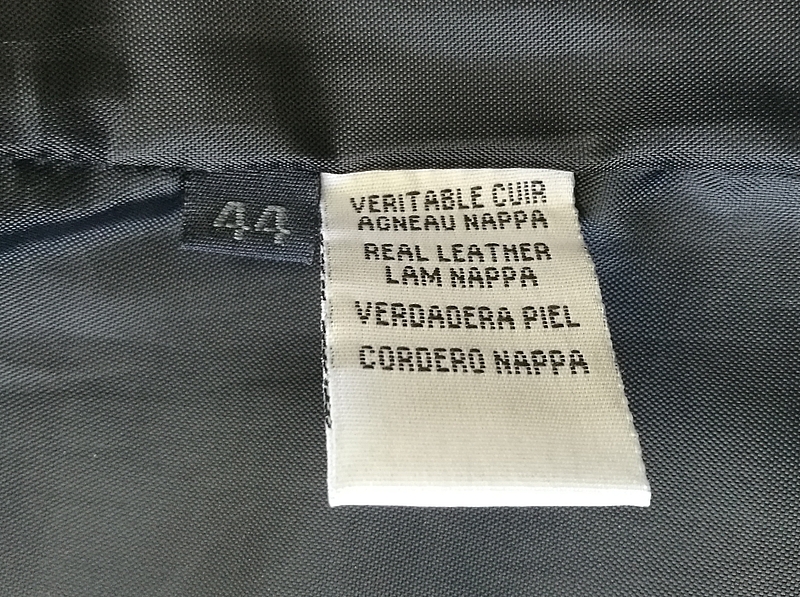 44
VERITABLE CUIR
AGNEAU NAPPA
REAL LEATHER
LAM NAPPA
VERDADERA PIEL
CORDERO NAPPA